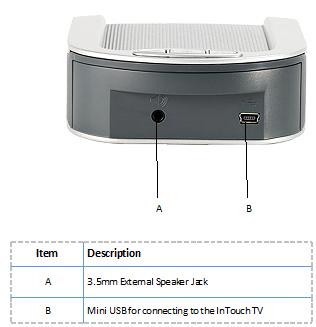 A
B
Item Description
A 3.5mm External Speaker Jack
B Mini USB for connecting to the InTouch TV